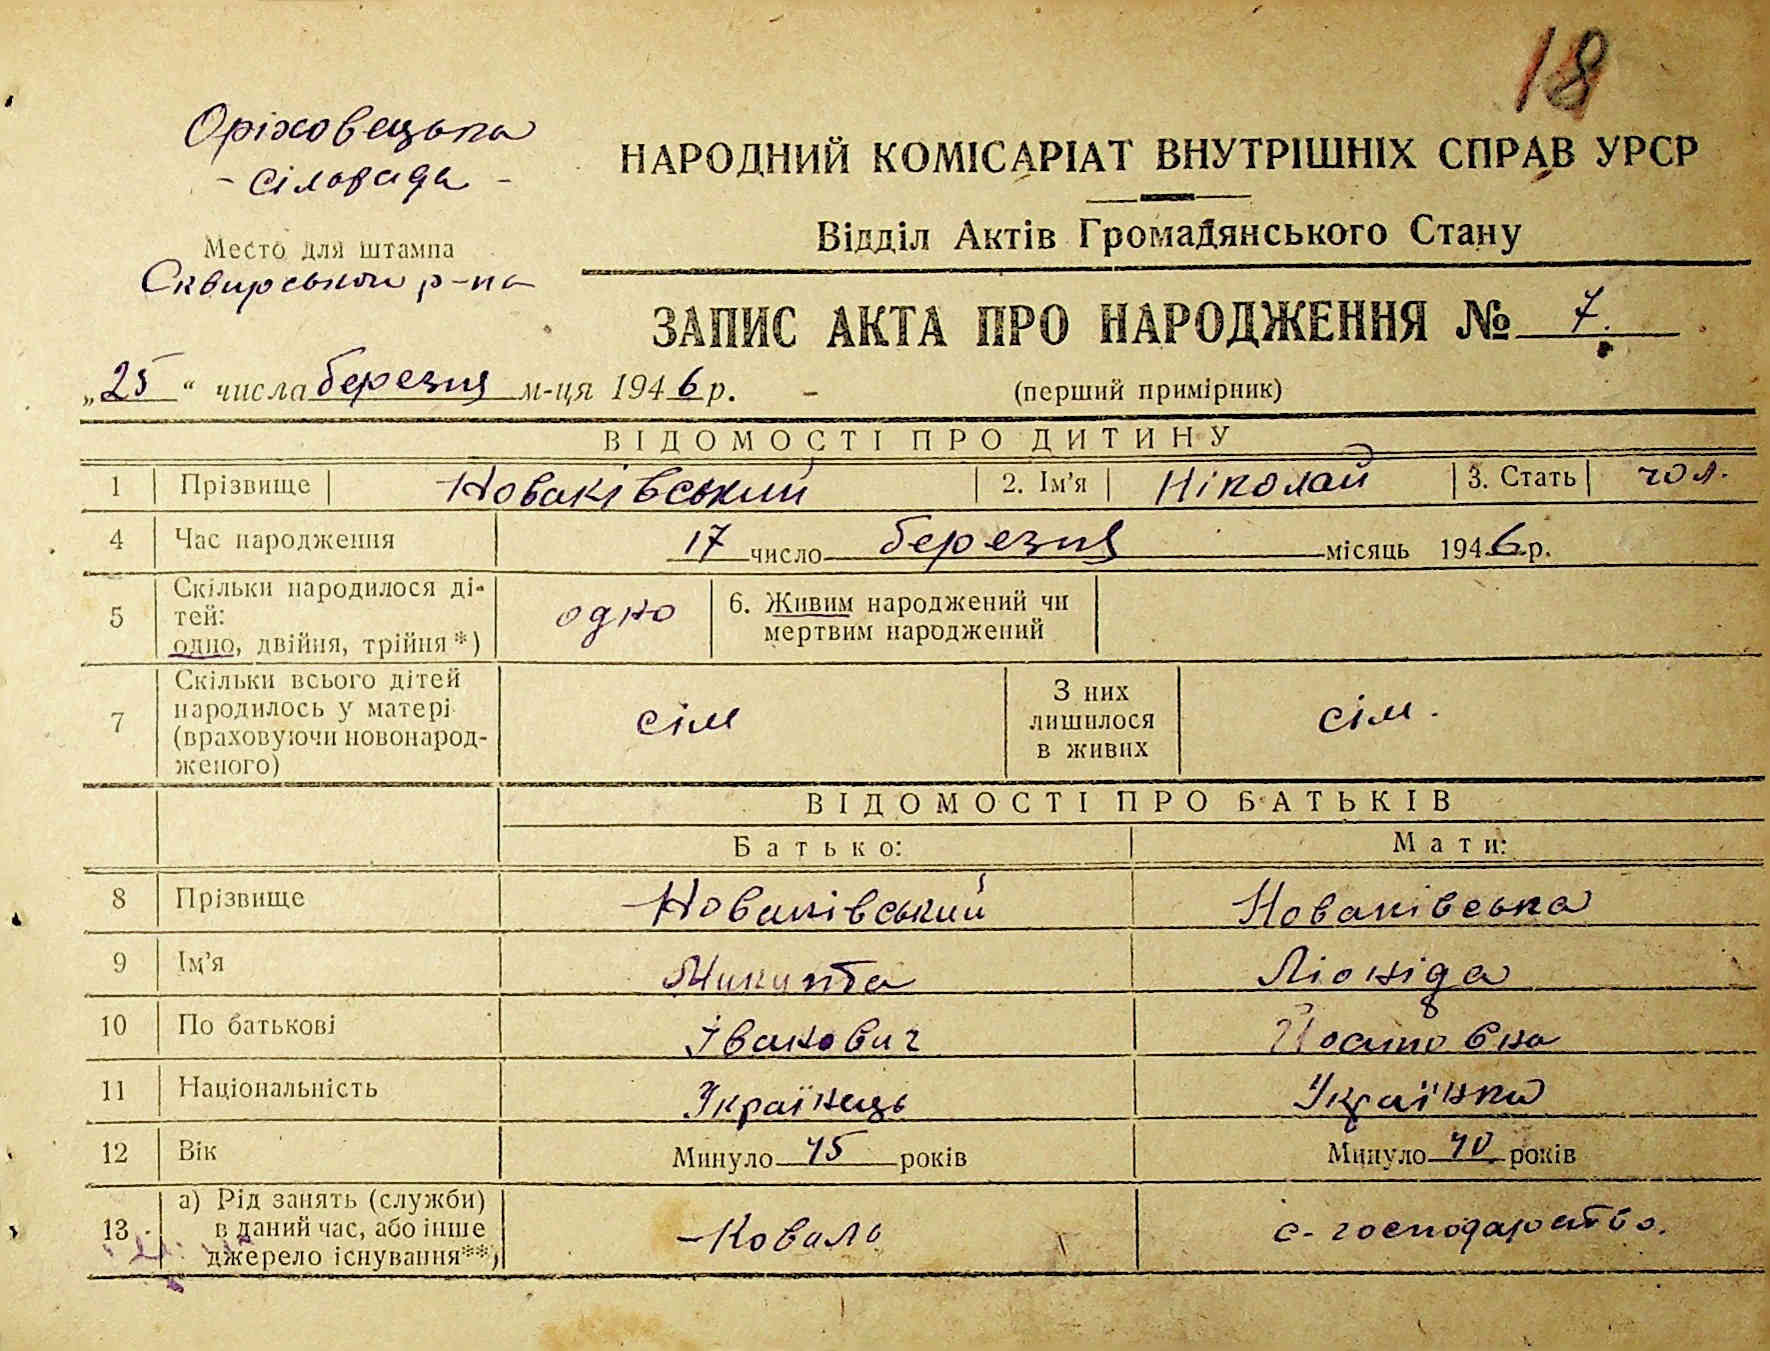 18
Оріховецька
- сілорада -
Место для штампа
Сквирського р-на
НАРОДНИЙ КОМІСАРІАТ ВНУТРІШНІХ СПРАВ УРСР
Відділ Актів Громадянського Стану
ЗАПИС АКТА ПРО НАРОДЖЕННЯ № 7.
„25“ числа березня м-ця 1946 р. -
(перший примірник)
ВІДОМОСТІ ПРО ДИТИНУ
1 Прізвище Новаківський 2. Ім'я Ніколай 3. Стать чол.
4 Час народження 17 число березня місяць 1946 р.
5 Скільки народилося ді-
тей:
одно, двійня, трійня*) одно
6. Живим народжений чи
мертвим народжений
7 Скільки всього дітей
народилось у матері
(враховуючи новонарод-
женого) сім
З них
лишилося
в живих сім.
ВІДОМОСТІ ПРО БАТЬКІВ
Батько: Мати:
8 Прізвище Новаківський Новаківська
9 Ім'я Микита Ліоніда
10 По батькові Іванович
11 Національність Українець Українка
12 Вік Минуло 45 років Минуло 40 років
13 а) Рід занять (служби)
в даний час, або інше
джерело існування**) Коваль с-господарство.